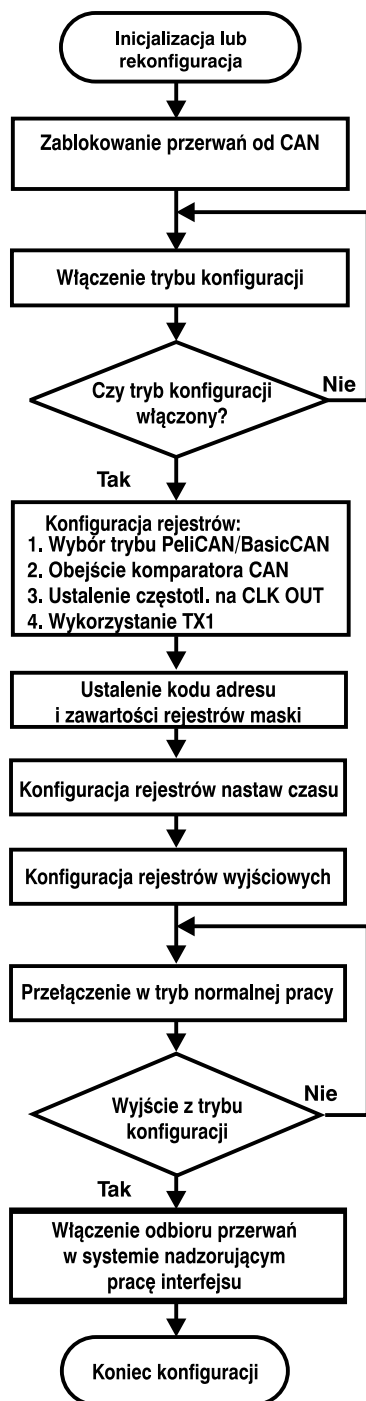 Inicjalizacja lub
rekonfiguracja
Zablokowanie przerwań od CAN
Włączenie trybu konfiguracji
Czy tryb konfiguracji
włączony?
Nie
Tak
Konfiguracja rejestrów:
1. Wybór trybu PeliCAN/BasicCAN
2. Obejście komparatora CAN
3. Ustalenie częstotl. na CLK OUT
4. Wykorzystanie TX1
Ustalenie kodu adresu
i zawartości rejestrów maski
Konfiguracja rejestrów nastaw czasu
Konfiguracja rejestrów wyjściowych
Przełączenie w tryb normalnej pracy
Wyjście z trybu
konfiguracji
Nie
Tak
Włączenie odbioru przerwań
w systemie nadzorującym
pracę interfejsu
Koniec konfiguracji